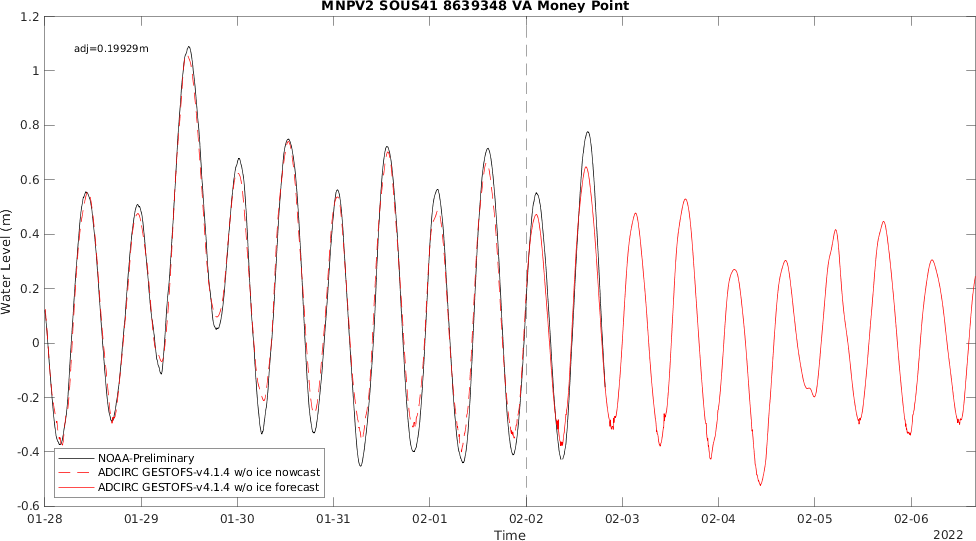 MNPV2 SOUS41 8639348 VA Money Point
adj=0.19929m
1.2
1
0.8
0.6
0.4
0.2
0
-0.2
-0.4
-0.6
Water Level (m)
NOAA-Preliminary
ADCIRC GESTOFS-v4.1.4 w/o ice nowcast
ADCIRC GESTOFS-v4.1.4 w/o ice forecast
01-28 01-29 01-30 01-31 02-01 02-02 02-03 02-04 02-05 02-06
Time
2022